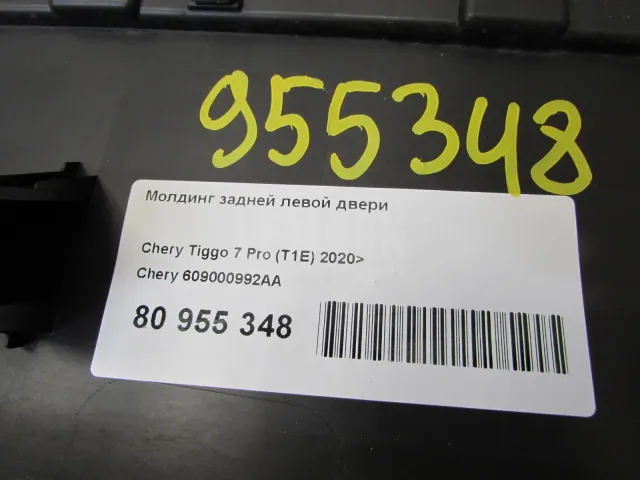 955348
Молдинг задней левой двери
Chery Tiggo 7 Pro (T1E) 2020>
Chery 609000992AA
80 955 348